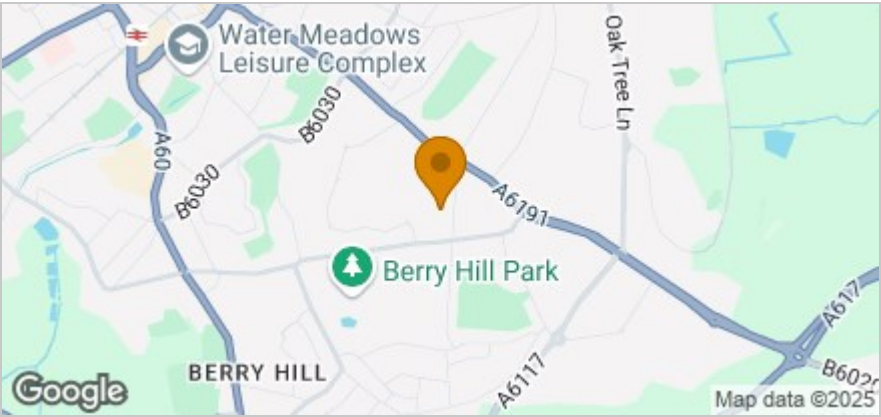 Water Meadows
Leisure Complex
Oak Tree Ln
B6030
A60
B6030
A6191
Berry Hill Park
A617
BERRY HILL
A6117
Google
Map data ©2025